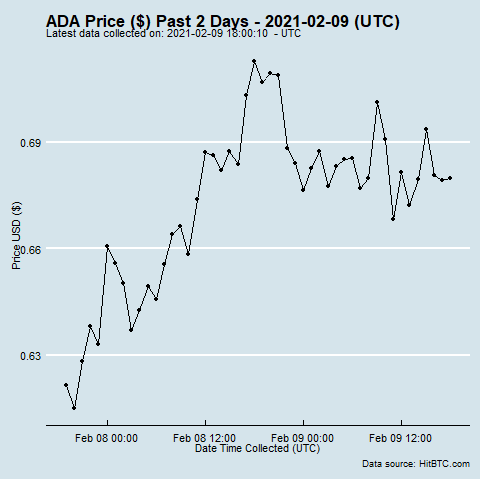 ADA Price ($) Past 2 Days - 2021-02-09 (UTC)
Latest data collected on: 2021-02-09 18:00:10 - UTC
0.69
0.66
0.63
Price USD ($)
Feb 08 00:00
Feb 08 12:00
Feb 09 00:00
Feb 09 12:00
Date Time Collected (UTC)
Data source: HitBTC.com